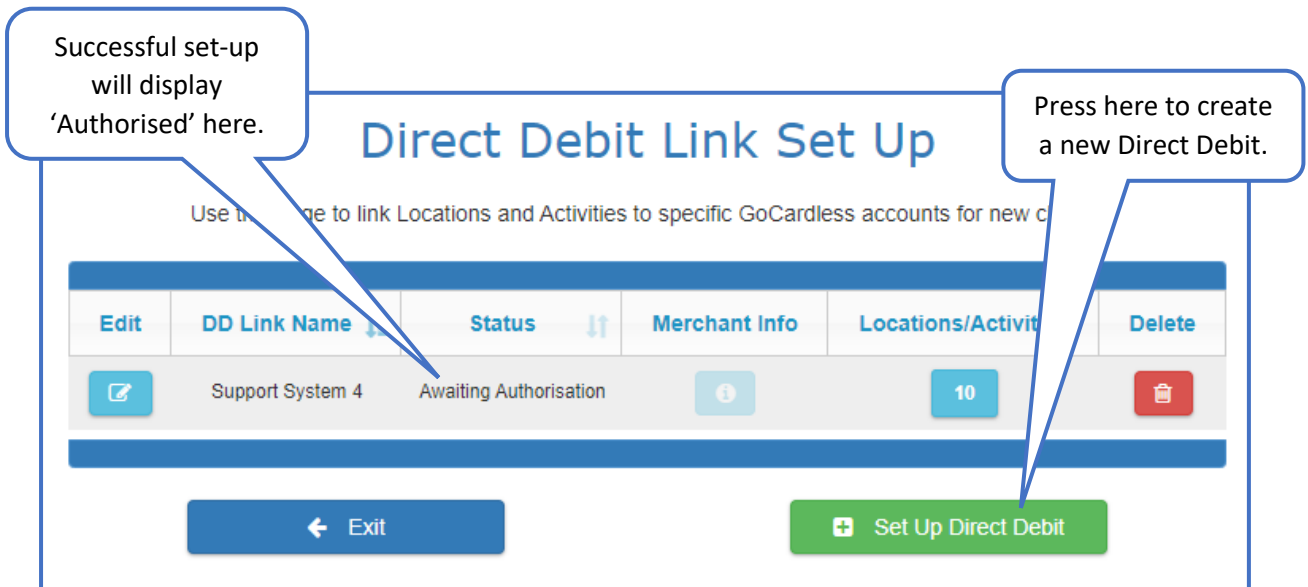 Successful set-up
will display
‘Authorised’ here.
Press here to create
a new Direct Debit.
Direct Debit Link Set Up
Use ge to link Locations and Activities to specific GoCardless accounts for new
Edit DD Link Name Status Merchant Info Locations/Activit Delete
Support System 4 Awaiting Authorisation 10
Exit Set Up Direct Debit